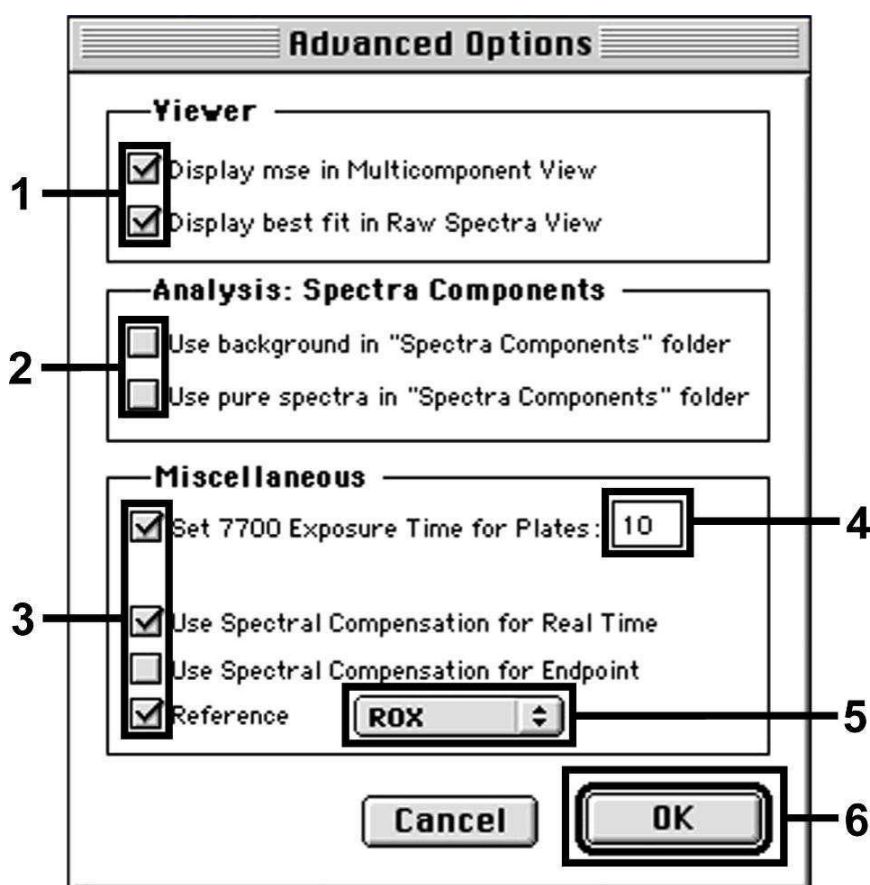 Advanced Options
Viewer
1
Display mse in Multicomponent View
Display best fit in Raw Spectra View
Analysis: Spectra Components
2
Use background in "Spectra Components" folder
Use pure spectra in "Spectra Components" folder
Miscellaneous
Set 7700 Exposure Time for Plates: 10 4
3
Use Spectral Compensation for Real Time
Use Spectral Compensation for Endpoint
Reference ROX 5
Cancel OK 6